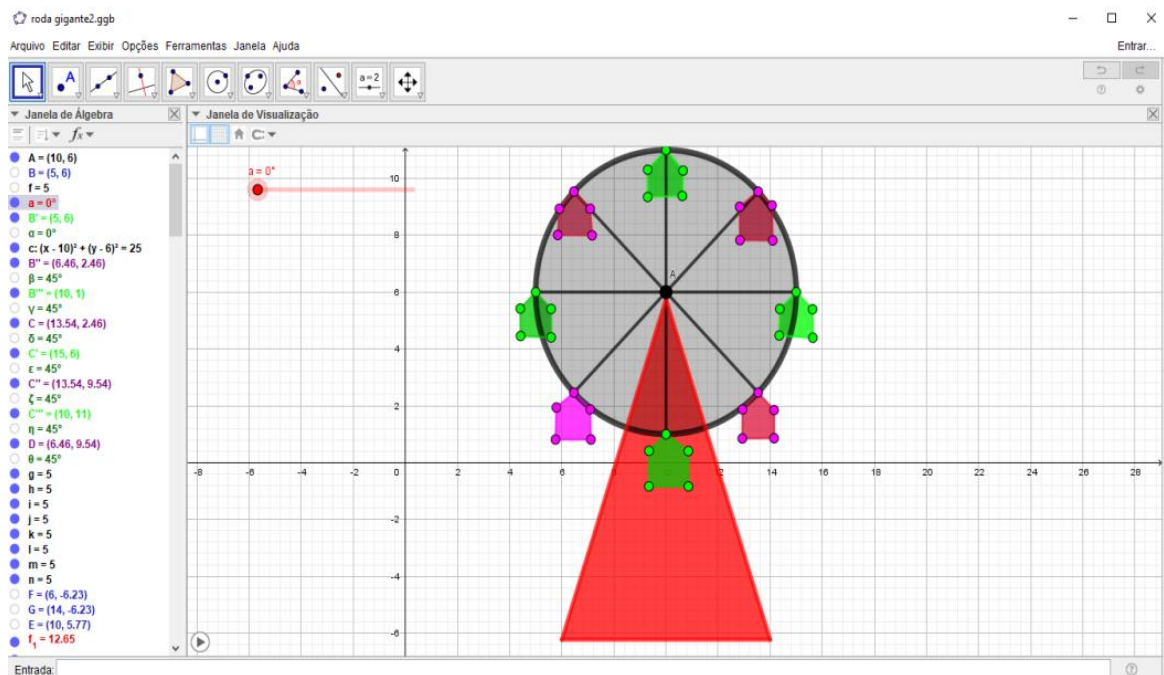 roda gigante2.ggb
Arquivo Editar Exibir Opções Ferramentas Janela Ajuda
Entrar...
A
a=2
Janela de Álgebra
Janela de Visualização
fx
A = (10, 6)
B = (5, 6)
f = 5
a = 0°
B' = (5, 6)
α = 0°
c: (x - 10)² + (y - 6)² = 25
B'' = (6.46, 2.46)
β = 45°
B''' = (10, 1)
γ = 45°
C = (13.54, 2.46)
δ = 45°
C' = (15, 6)
ε = 45°
C'' = (13.54, 9.54)
ζ = 45°
C''' = (10, 11)
η = 45°
D = (6.46, 9.54)
θ = 45°
g = 5
h = 5
i = 5
j = 5
k = 5
l = 5
m = 5
n = 5
F = (6, -6.23)
G = (14, -6.23)
E = (10, 5.77)
f1 = 12.65
a = 0°
A
10
8
6
4
2
-8 -6 -4 -2 0 2 4 6 8 12 14 16 18 20 22 24 26 28
-2
-4
-6
Entrada: